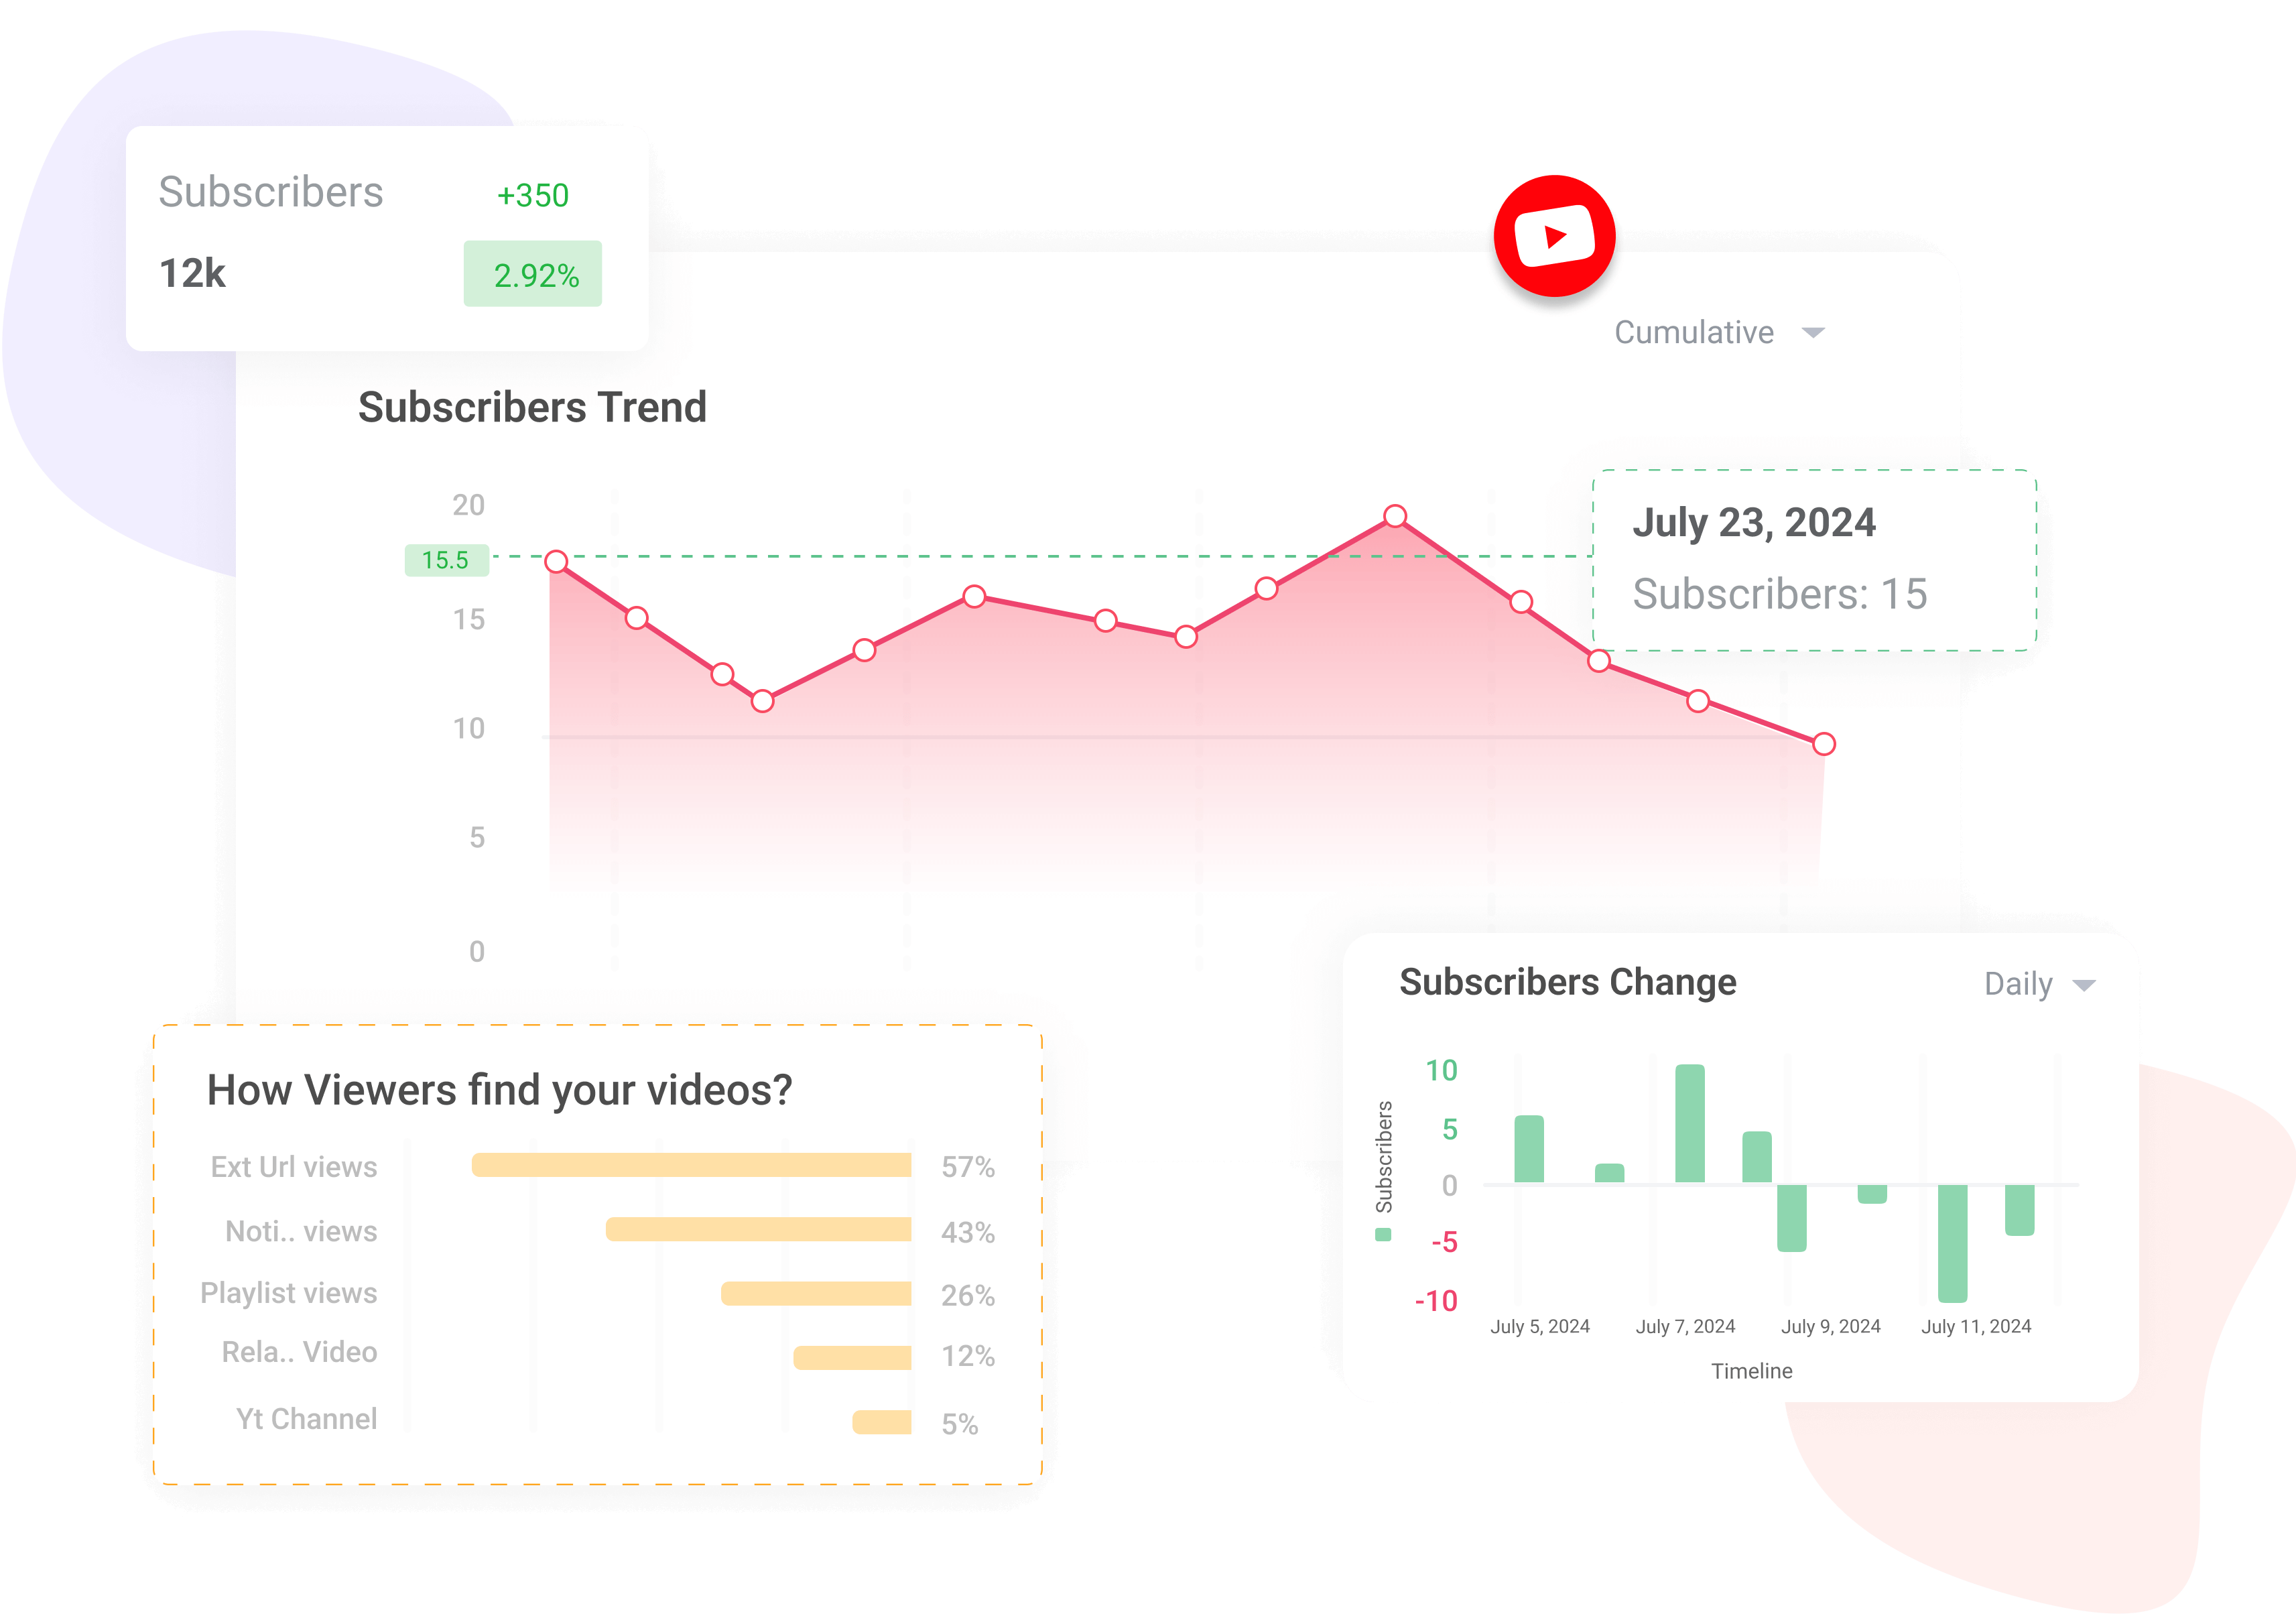 Subscribers +350
12k 2.92%
Cumulative
Subscribers Trend
20
15.5
15
10
5
0
July 23, 2024
Subscribers: 15
How Viewers find your videos?
Ext Url views 57%
Noti.. views 43%
Playlist views 26%
Rela.. Video 12%
Yt Channel 5%
Subscribers Change Daily
Subscribers
10
5
0
-5
-10
July 5, 2024 July 7, 2024 July 9, 2024 July 11, 2024
Timeline